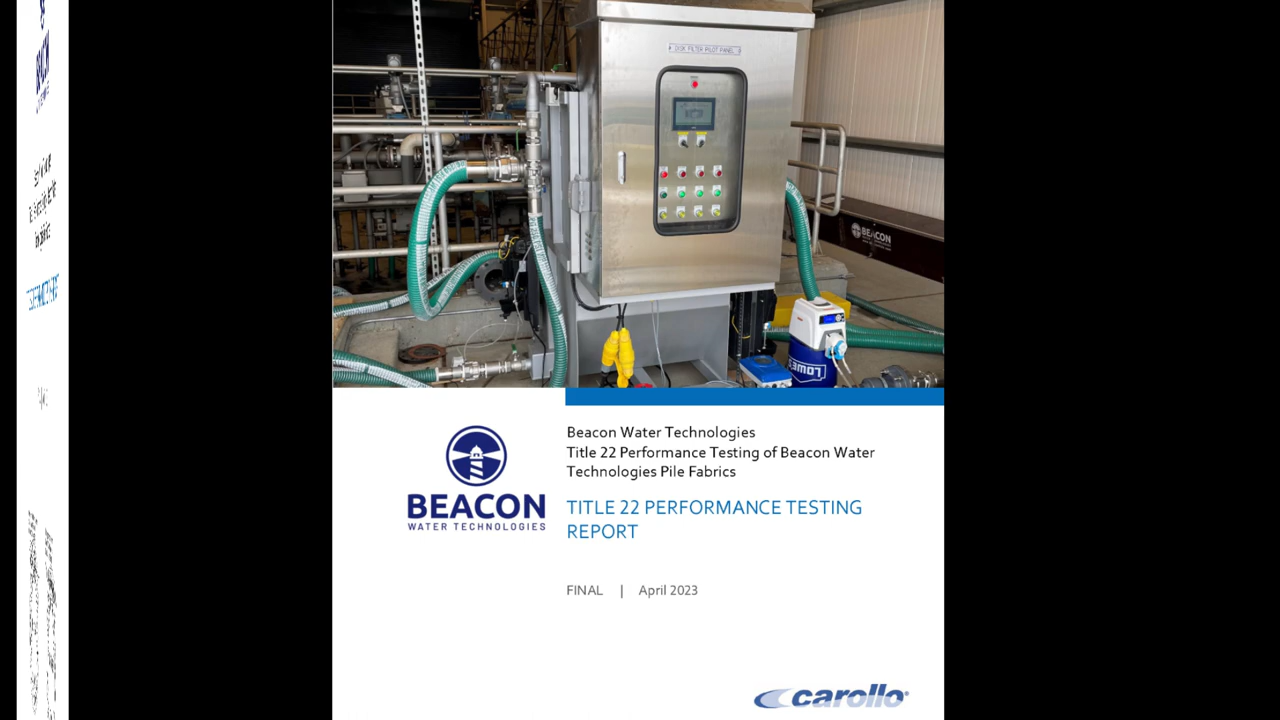 DISK FILTER PILOT PANEL
BEACON
LOWE'S
BEACON
WATER TECHNOLOGIES
Beacon Water Technologies
Title 22 Performance Testing of Beacon Water
Technologies Pile Fabrics
TITLE 22 PERFORMANCE TESTING
REPORT
FINAL | April 2023
carollo